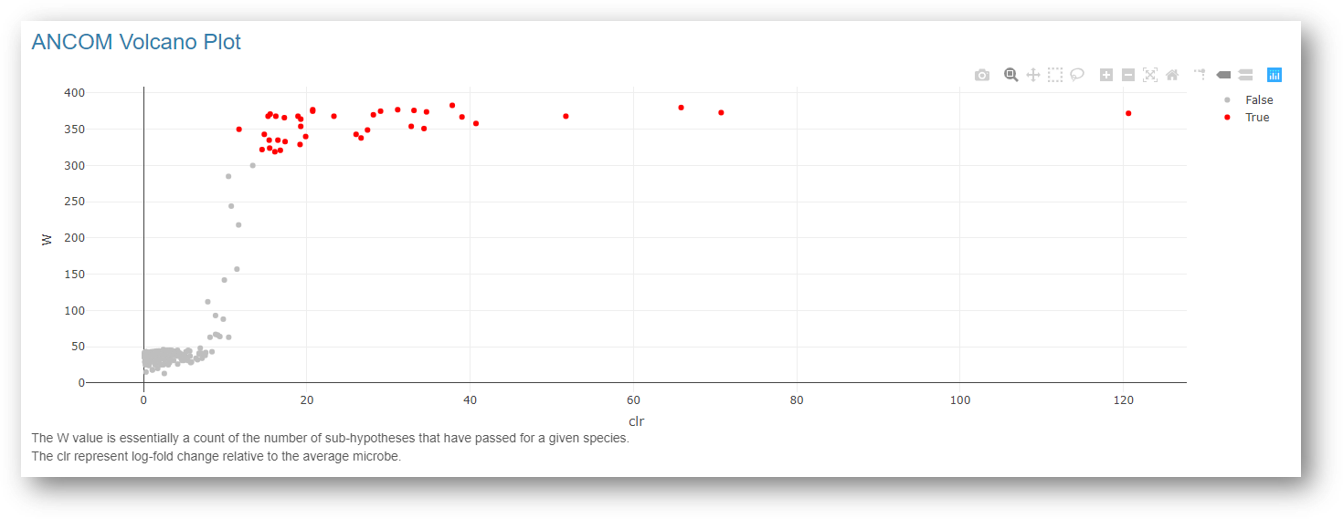 ANCOM Volcano Plot
False
True
400
350
300
250
200
150
100
50
0
W
0 20 40 60 80 100 120
clr
The W value is essentially a count of the number of sub-hypotheses that have passed for a given species.
The clr represent log-fold change relative to the average microbe.